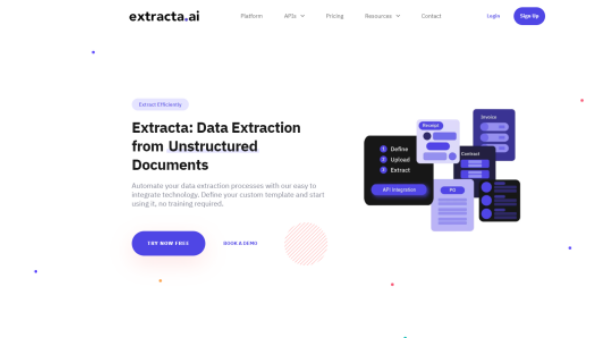 extracta.ai
Platform
APIs
Pricing
Resources
Contact
Login
Sign Up
Extract Efficiently
Extracta: Data Extraction
from Unstructured
Documents
Automate your data extraction processes with our easy to
integrate technology. Define your custom template and start
using it, no training required.
TRY NOW FREE
BOOK A DEMO
1 Define
2 Upload
3 Extract
API Integration
Receipt
Invoice
Contract